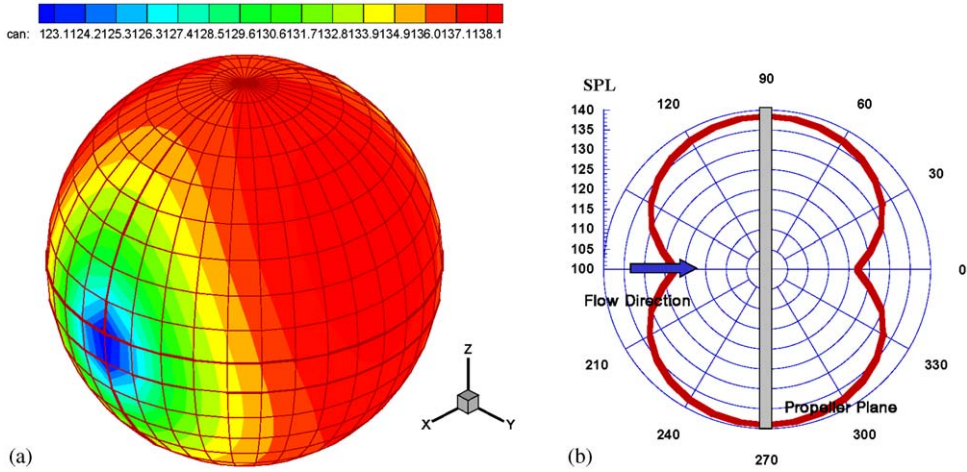 can: 123.1124.2125.3126.3127.4128.5129.6130.6131.7132.8133.9134.9136.0137.1138.1
Z
X
Y
(a)
SPL
140
135
130
125
120
115
110
105
100
90
120
60
30
0
Flow Direction
210
330
Propeller Plane
240
300
270
(b)